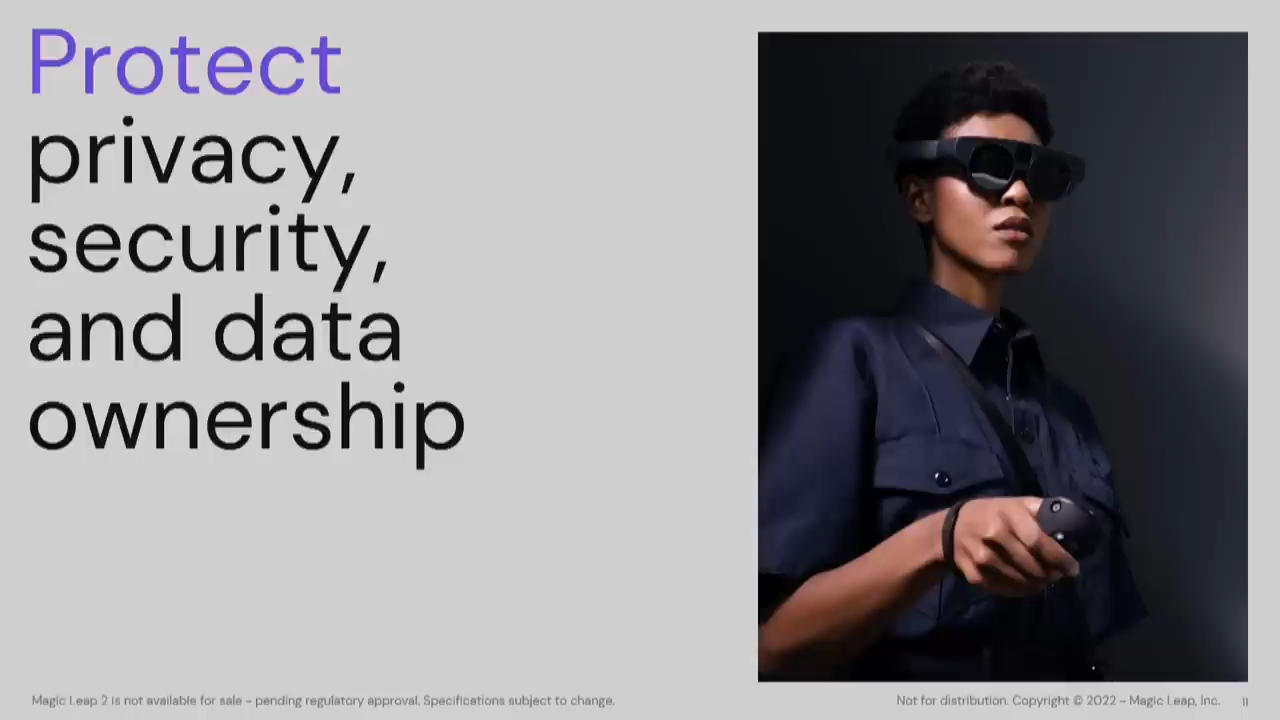 Protect
privacy,
security,
and data
ownership
Magic Leap 2 is not available for sale - pending regulatory approval. Specifications subject to change.
Not for distribution. Copyright © 2022 - Magic Leap, Inc.
11